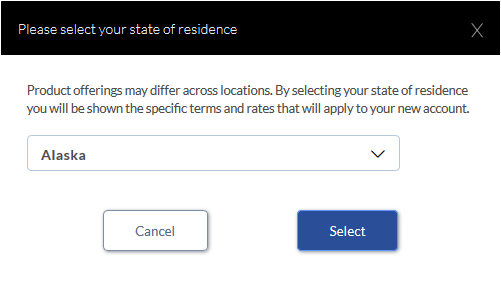 Please select your state of residence
X
Product offerings may differ across locations. By selecting your state of residence
you will be shown the specific terms and rates that will apply to your new account.
Alaska
Cancel
Select